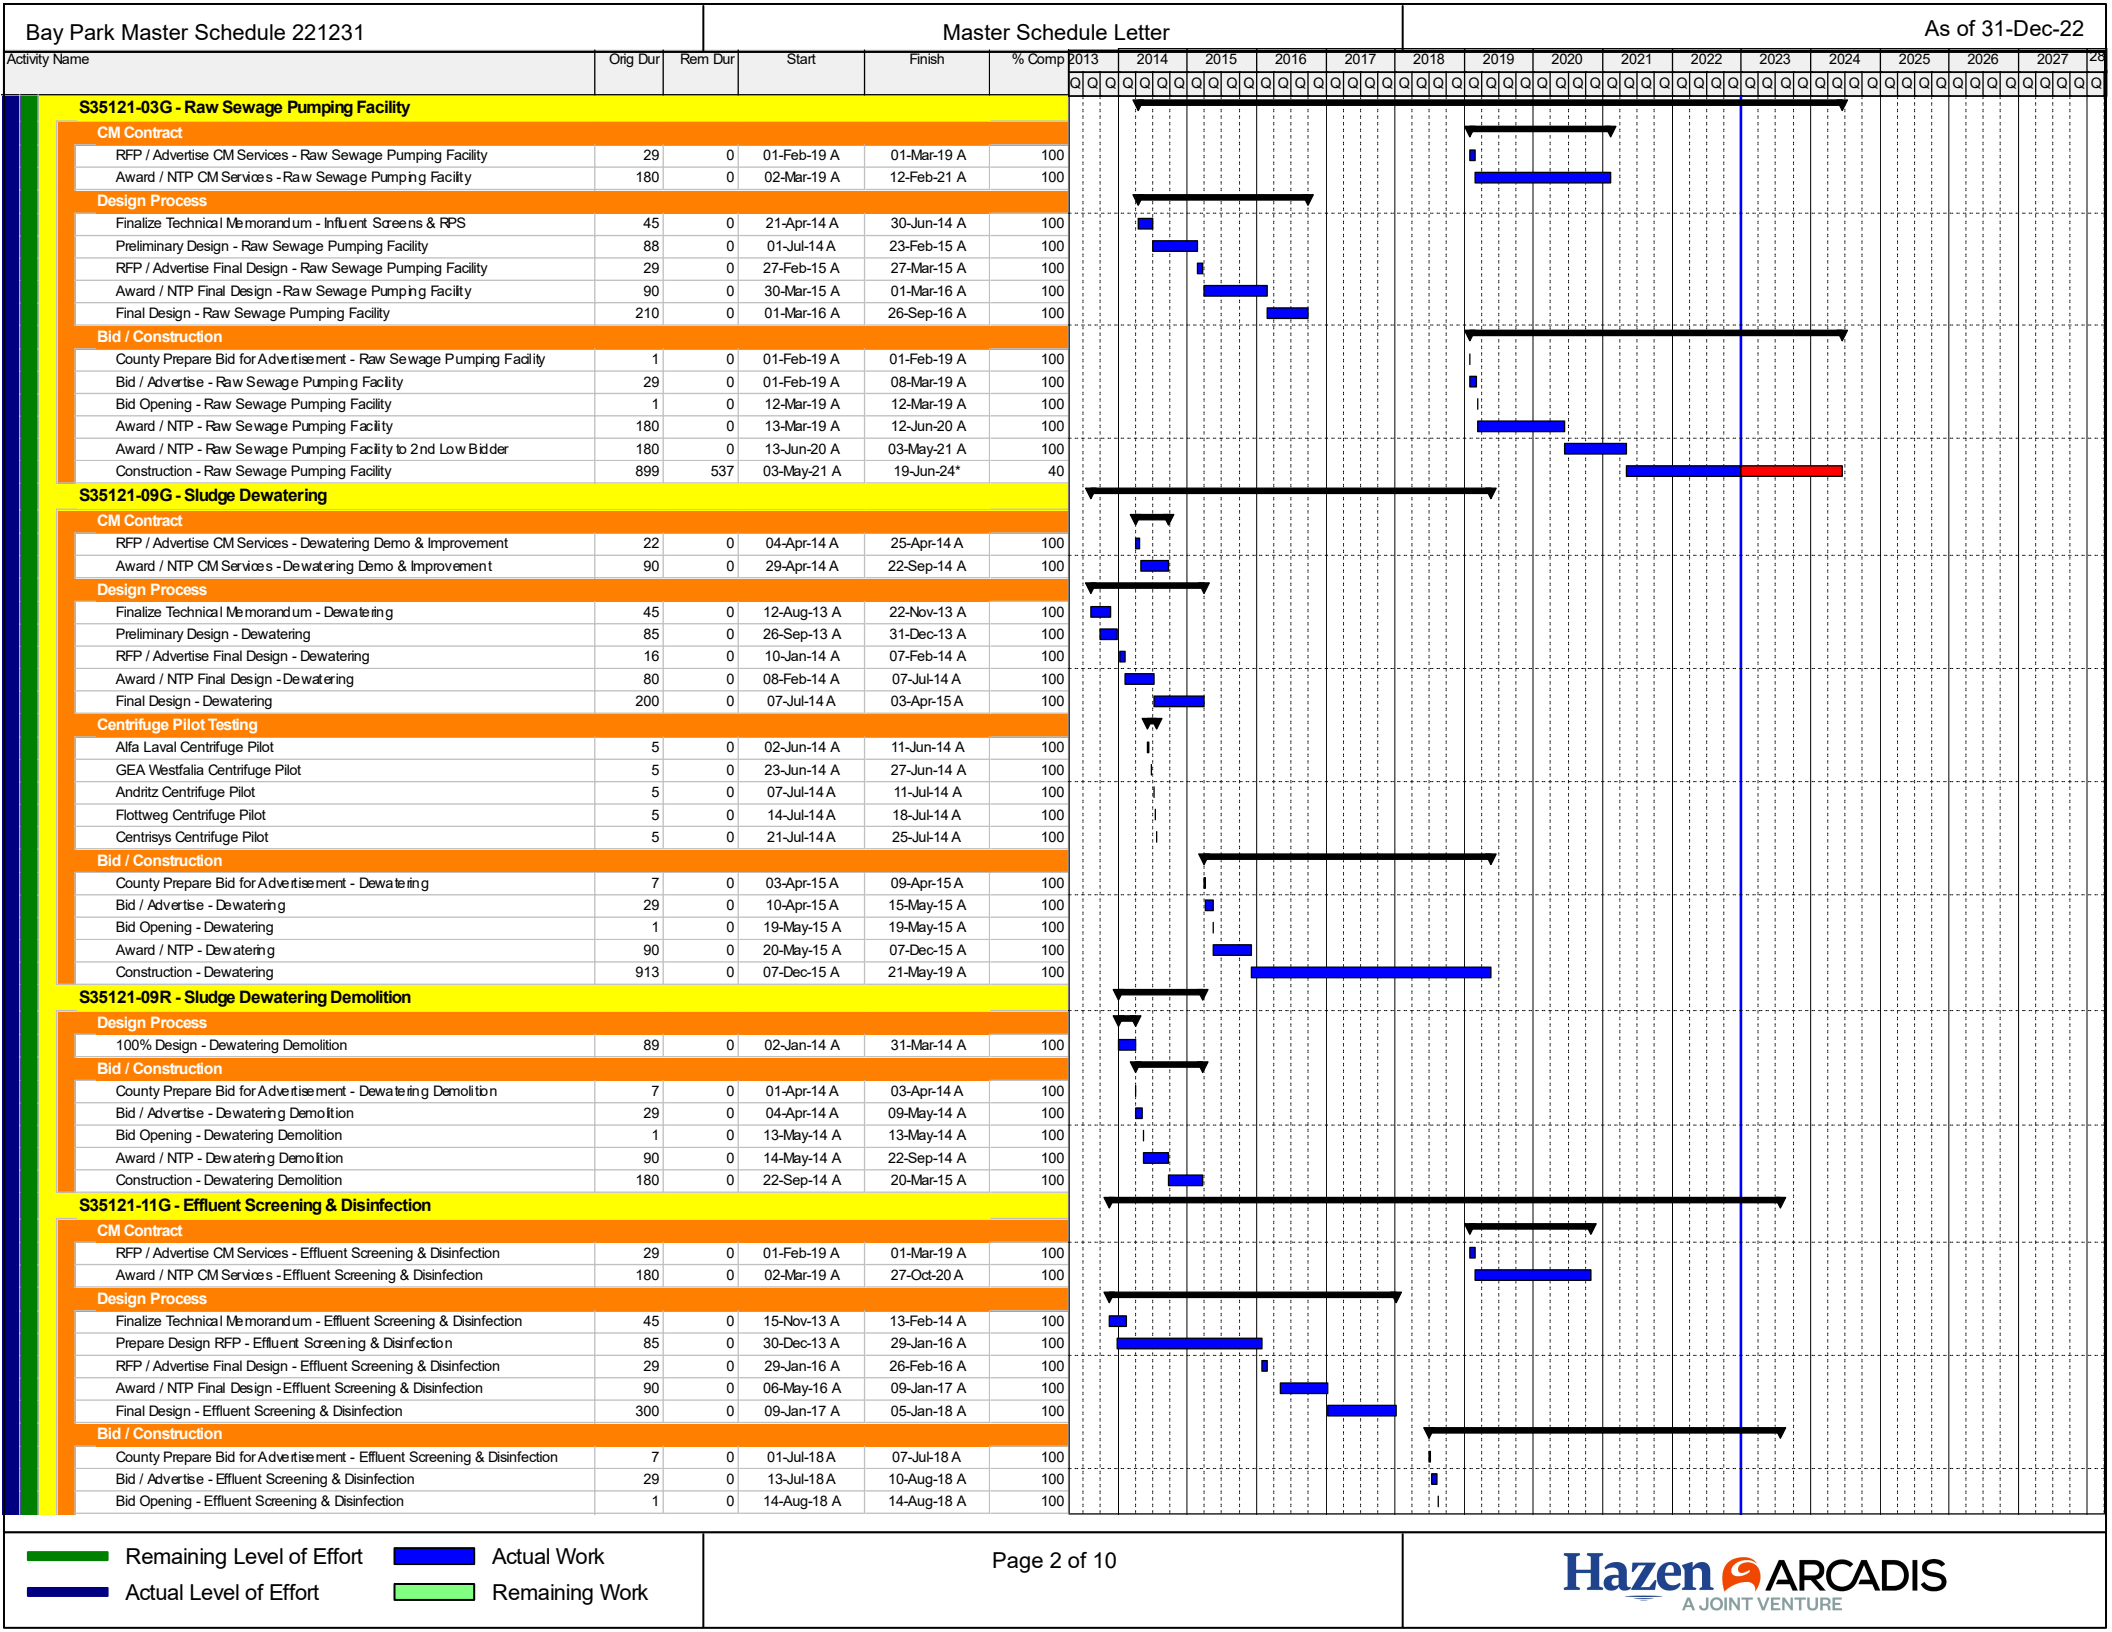 Bay Park Master Schedule 221231 Master Schedule Letter As of 31-Dec-22
Activity Name Orig Dur Rem Dur Start Finish % Comp 2013 2014 2015 2016 2017 2018 2019 2020 2021 2022 2023 2024 2025 2026 2027 28
Q Q Q Q Q Q Q Q Q Q Q Q Q Q Q Q Q Q Q Q Q Q Q Q Q Q Q Q Q Q Q Q Q Q Q Q Q Q Q Q Q Q Q Q Q Q Q Q Q Q Q Q Q Q Q Q Q Q Q Q
S35121-03G - Raw Sewage Pumping Facility
CM Contract
RFP / Advertise CM Services - Raw Sewage Pumping Facility 29 0 01-Feb-19 A 01-Mar-19 A 100
Award / NTP CM Services - Raw Sewage Pumping Facility 180 0 02-Mar-19 A 12-Feb-21 A 100
Design Process
Finalize Technical Memorandum - Influent Screens & RPS 45 0 21-Apr-14 A 30-Jun-14 A 100
Preliminary Design - Raw Sewage Pumping Facility 88 0 01-Jul-14 A 23-Feb-15 A 100
RFP / Advertise Final Design - Raw Sewage Pumping Facility 29 0 27-Feb-15 A 27-Mar-15 A 100
Award / NTP Final Design - Raw Sewage Pumping Facility 90 0 30-Mar-15 A 01-Mar-16 A 100
Final Design - Raw Sewage Pumping Facility 210 0 01-Mar-16 A 26-Sep-16 A 100
Bid / Construction
County Prepare Bid for Advertisement - Raw Sewage Pumping Facility 1 0 01-Feb-19 A 01-Feb-19 A 100
Bid / Advertise - Raw Sewage Pumping Facility 29 0 01-Feb-19 A 08-Mar-19 A 100
Bid Opening - Raw Sewage Pumping Facility 1 0 12-Mar-19 A 12-Mar-19 A 100
Award / NTP - Raw Sewage Pumping Facility 180 0 13-Mar-19 A 12-Jun-20 A 100
Award / NTP - Raw Sewage Pumping Facility to 2nd Low Bidder 180 0 13-Jun-20 A 03-May-21 A 100
Construction - Raw Sewage Pumping Facility 899 537 03-May-21 A 19-Jun-24* 40
S35121-09G - Sludge Dewatering
CM Contract
RFP / Advertise CM Services - Dewatering Demo & Improvement 22 0 04-Apr-14 A 25-Apr-14 A 100
Award / NTP CM Services - Dewatering Demo & Improvement 90 0 29-Apr-14 A 22-Sep-14 A 100
Design Process
Finalize Technical Memorandum - Dewatering 45 0 12-Aug-13 A 22-Nov-13 A 100
Preliminary Design - Dewatering 85 0 26-Sep-13 A 31-Dec-13 A 100
RFP / Advertise Final Design - Dewatering 16 0 10-Jan-14 A 07-Feb-14 A 100
Award / NTP Final Design - Dewatering 80 0 08-Feb-14 A 07-Jul-14 A 100
Final Design - Dewatering 200 0 07-Jul-14 A 03-Apr-15 A 100
Centrifuge Pilot Testing
Alfa Laval Centrifuge Pilot 5 0 02-Jun-14 A 11-Jun-14 A 100
GEA Westfalia Centrifuge Pilot 5 0 23-Jun-14 A 27-Jun-14 A 100
Andritz Centrifuge Pilot 5 0 07-Jul-14 A 11-Jul-14 A 100
Flottweg Centrifuge Pilot 5 0 14-Jul-14 A 18-Jul-14 A 100
Centrisys Centrifuge Pilot 5 0 21-Jul-14 A 25-Jul-14 A 100
Bid / Construction
County Prepare Bid for Advertisement - Dewatering 7 0 03-Apr-15 A 09-Apr-15 A 100
Bid / Advertise - Dewatering 29 0 10-Apr-15 A 15-May-15 A 100
Bid Opening - Dewatering 1 0 19-May-15 A 19-May-15 A 100
Award / NTP - Dewatering 90 0 20-May-15 A 07-Dec-15 A 100
Construction - Dewatering 913 0 07-Dec-15 A 21-May-19 A 100
S35121-09R - Sludge Dewatering Demolition
Design Process
100% Design - Dewatering Demolition 89 0 02-Jan-14 A 31-Mar-14 A 100
Bid / Construction
County Prepare Bid for Advertisement - Dewatering Demolition 7 0 01-Apr-14 A 03-Apr-14 A 100
Bid / Advertise - Dewatering Demolition 29 0 04-Apr-14 A 09-May-14 A 100
Bid Opening - Dewatering Demolition 1 0 13-May-14 A 13-May-14 A 100
Award / NTP - Dewatering Demolition 90 0 14-May-14 A 22-Sep-14 A 100
Construction - Dewatering Demolition 180 0 22-Sep-14 A 20-Mar-15 A 100
S35121-11G - Effluent Screening & Disinfection
CM Contract
RFP / Advertise CM Services - Effluent Screening & Disinfection 29 0 01-Feb-19 A 01-Mar-19 A 100
Award / NTP CM Services - Effluent Screening & Disinfection 180 0 02-Mar-19 A 27-Oct-20 A 100
Design Process
Finalize Technical Memorandum - Effluent Screening & Disinfection 45 0 15-Nov-13 A 13-Feb-14 A 100
Prepare Design RFP - Effluent Screening & Disinfection 85 0 30-Dec-13 A 29-Jan-16 A 100
RFP / Advertise Final Design - Effluent Screening & Disinfection 29 0 29-Jan-16 A 26-Feb-16 A 100
Award / NTP Final Design - Effluent Screening & Disinfection 90 0 06-May-16 A 09-Jan-17 A 100
Final Design - Effluent Screening & Disinfection 300 0 09-Jan-17 A 05-Jan-18 A 100
Bid / Construction
County Prepare Bid for Advertisement - Effluent Screening & Disinfection 7 0 01-Jul-18 A 07-Jul-18 A 100
Bid / Advertise - Effluent Screening & Disinfection 29 0 13-Jul-18 A 10-Aug-18 A 100
Bid Opening - Effluent Screening & Disinfection 1 0 14-Aug-18 A 14-Aug-18 A 100
Remaining Level of Effort Actual Work Page 2 of 10
Actual Level of Effort Remaining Work
Hazen ARCADIS
A JOINT VENTURE